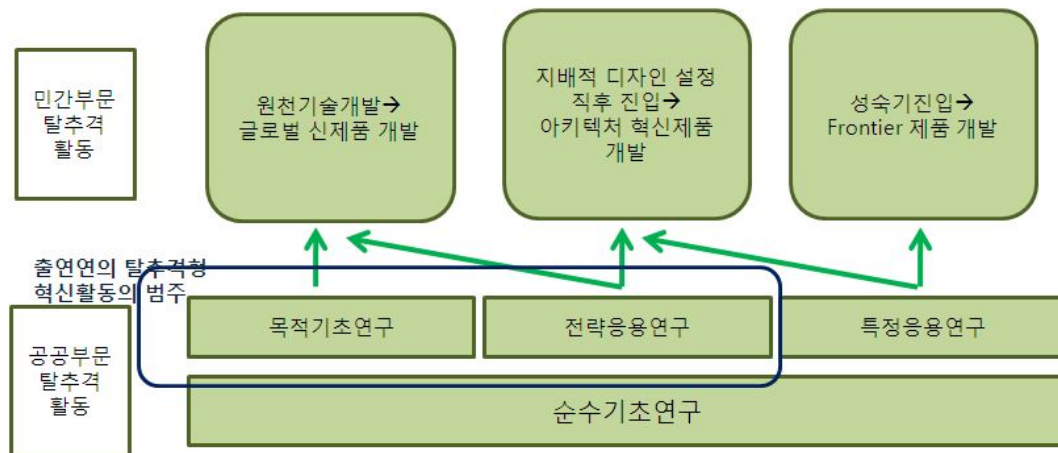 민간부문
탈추격
활동
원천기술개발→
글로벌 신제품 개발
지배적 디자인 설정
직후 진입→
아키텍처 혁신제품
개발
성숙기진입→
Frontier 제품 개발
출연연의 탈추격형
혁신활동의 범주
공공부문
탈추격
활동
목적기초연구
전략응용연구
특정응용연구
순수기초연구